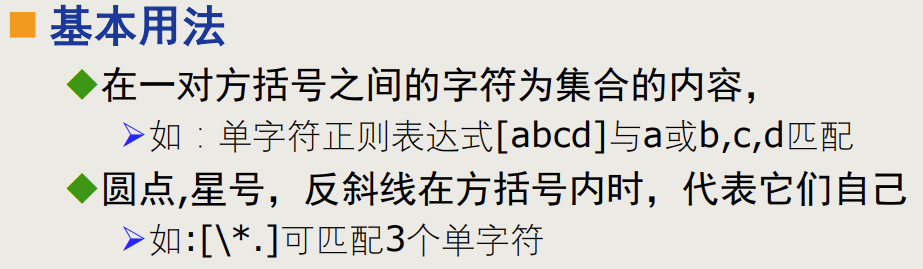 基本用法
在一对方括号之间的字符为集合的内容，
如：单字符正则表达式[abcd]与a或b,c,d匹配
圆点,星号，反斜线在方括号内时，代表它们自己
如:[\*.]可匹配3个单字符